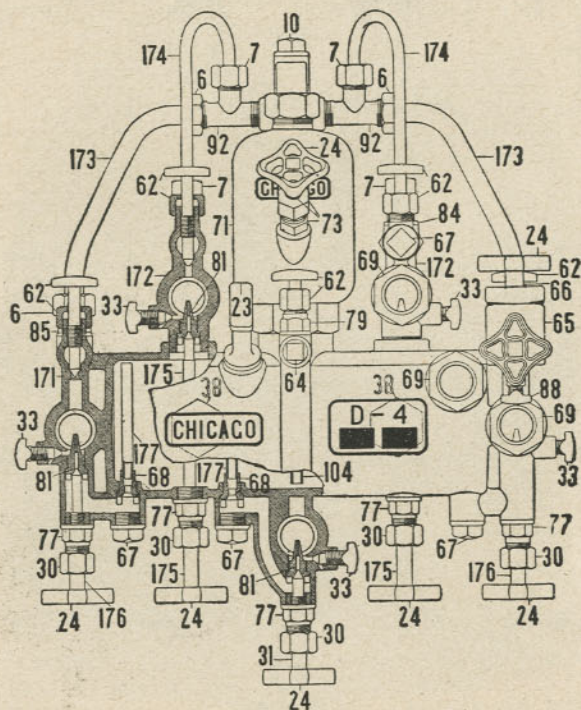 10
174 7 7 174
6 6
92 92
173 24 173
62 7 CHICAGO 7 62
73 84
71 67 24
172 81 62 69 172 62
66
62 33 23 79 33 65
6
85
175 64 69 88
171 38 38 69
33 CHICAGO D-4
177 177 104 33
81 68 68
77 77 77 77
30 67 30 67 30 67 30
175 81 33 175 176
24 176 24 77 24 24
30
31
24